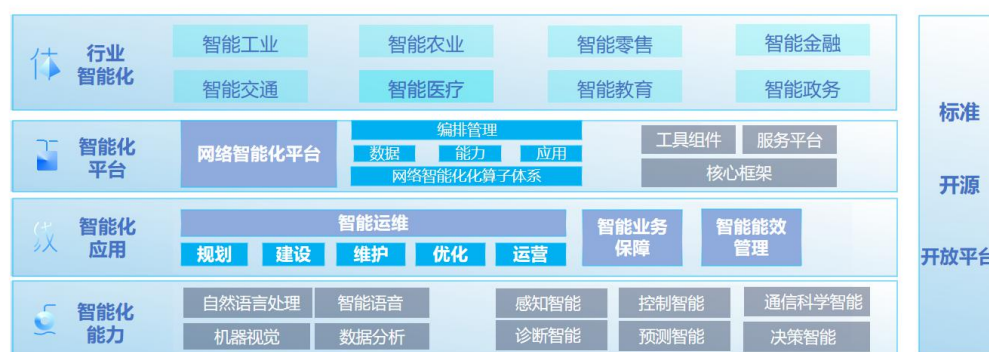 行业
智能化
智能工业 智能农业 智能零售 智能金融
智能交通 智能医疗 智能教育 智能政务
智能化
平台
网络智能化平台
编排管理
数据 能力 应用
网络智能化化算子体系
工具组件 服务平台
核心框架
智能化
应用
智能运维
规划 建设 维护 优化 运营
智能业务
保障
智能能效
管理
智能化
能力
自然语言处理 智能语音 感知智能 控制智能 通信科学智能
机器视觉 数据分析 诊断智能 预测智能 决策智能
标准
开源
开放平台